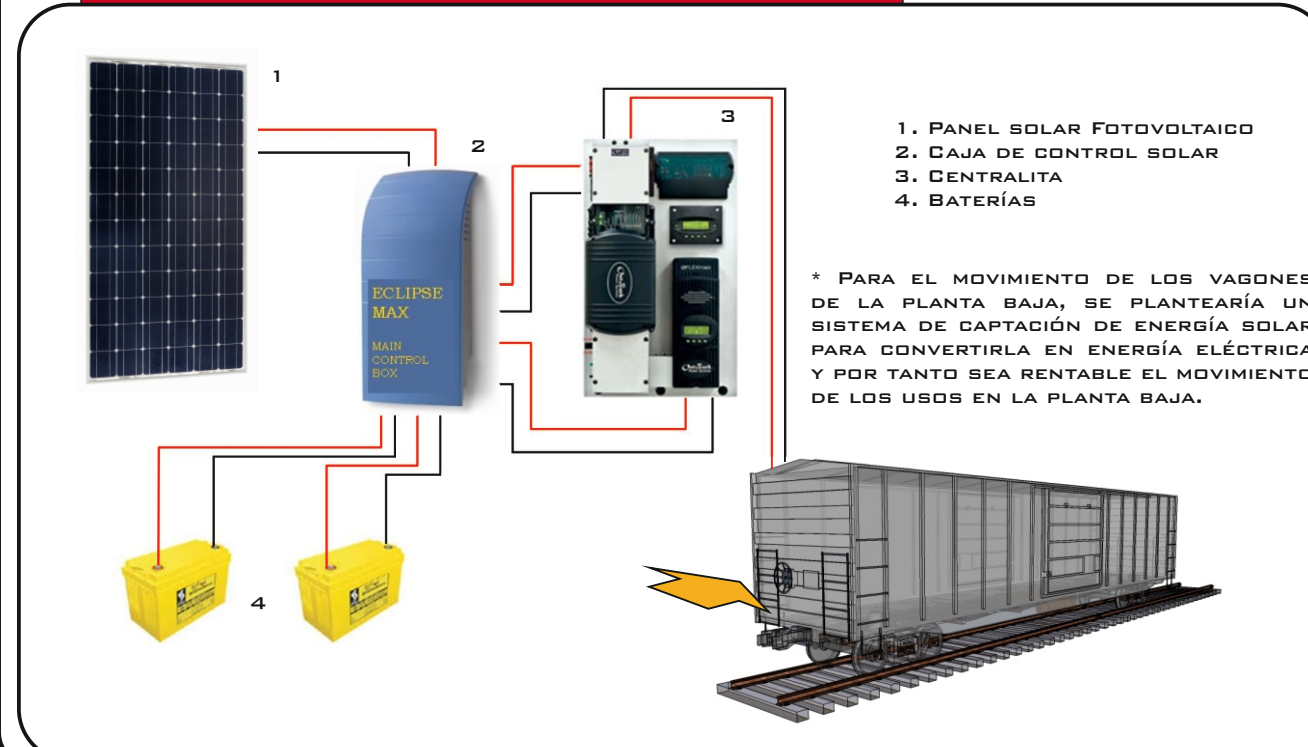 1
2
3
1. Panel solar Fotovoltaico
2. Caja de control solar
3. Centralita
4. Baterías
* Para el movimiento de los vagones
de la planta baja, se plantearía un
sistema de captación de energía solar
para convertirla en energía eléctrica
y por tanto sea rentable el movimiento
de los usos en la planta baja.
ECLIPSE
MAX
MAIN
CONTROL
BOX
4